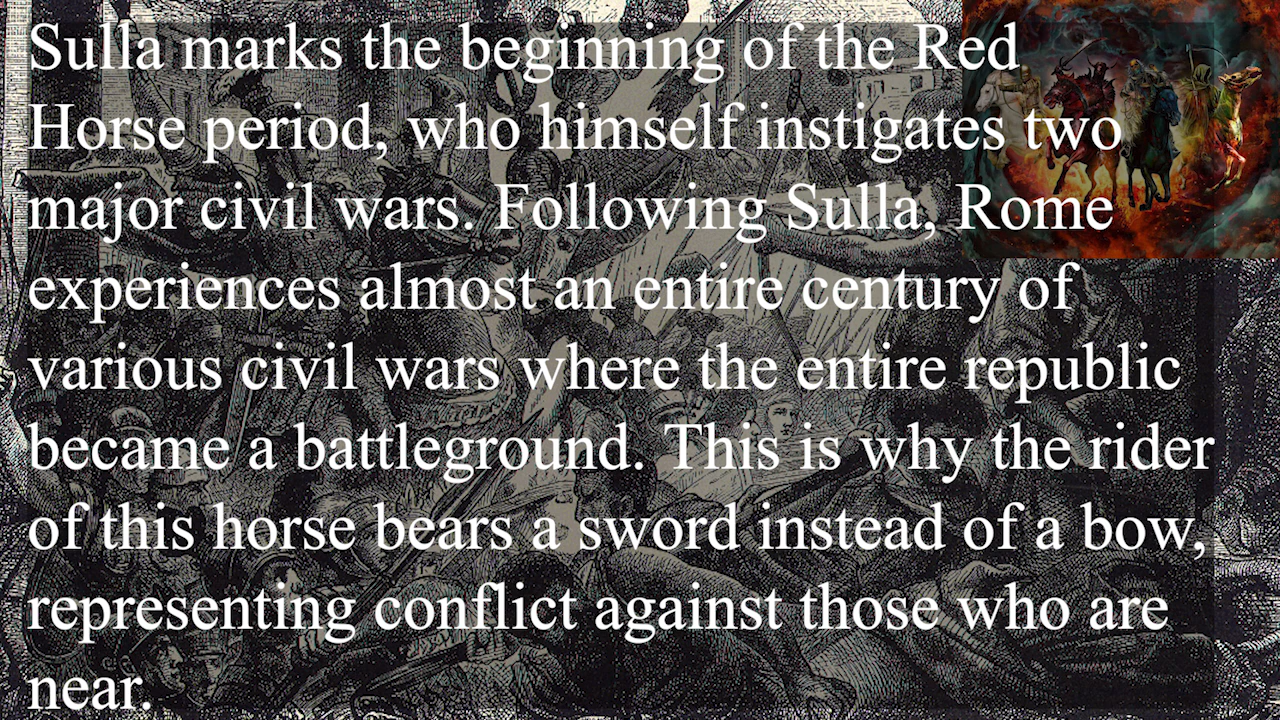 Sulla marks the beginning of the Red
Horse period, who himself instigates two
major civil wars. Following Sulla, Rome
experiences almost an entire century of
various civil wars where the entire republic
became a battleground. This is why the rider
of this horse bears a sword instead of a bow,
representing conflict against those who are
near.